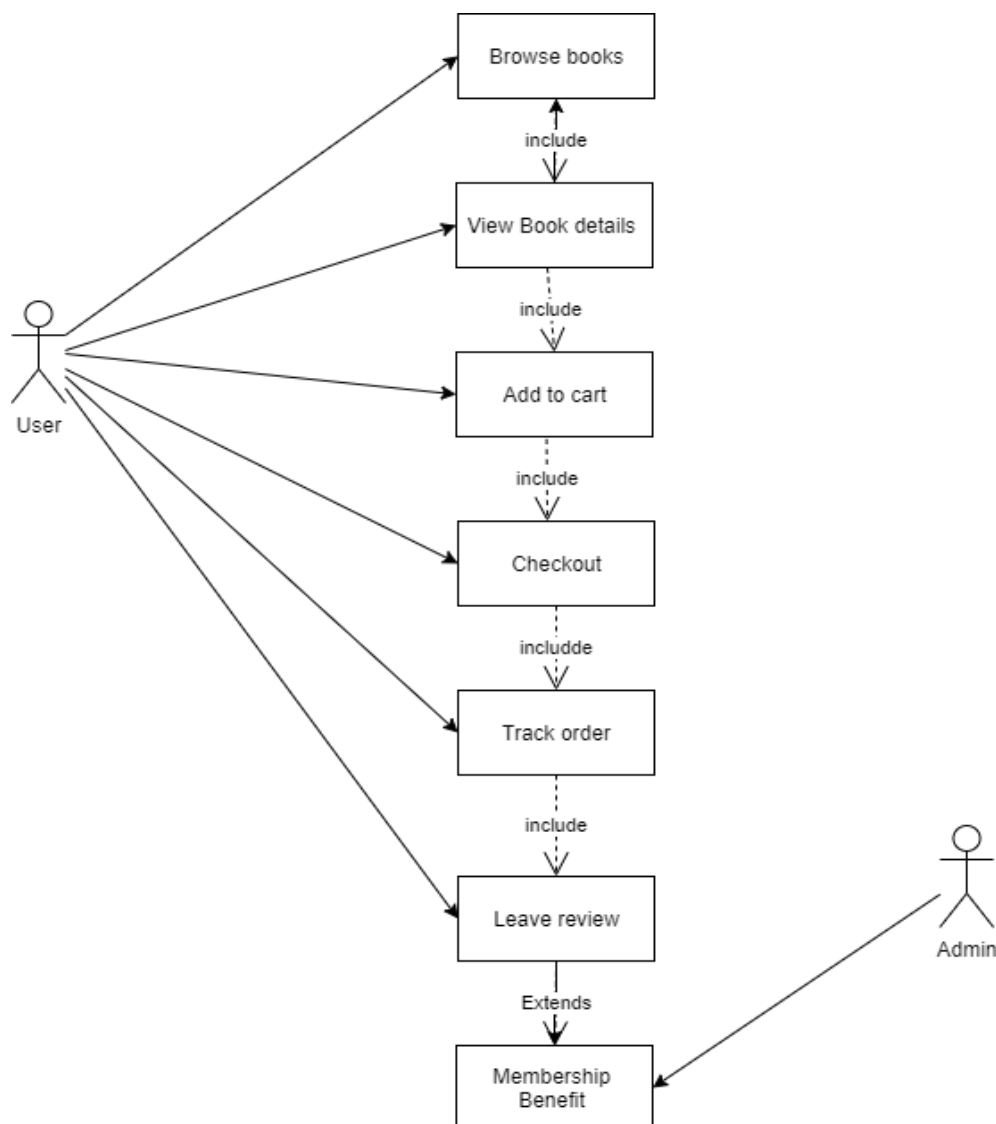 Browse books
include
View Book details
include
Add to cart
User
include
Checkout
includde
Track order
include
Leave review
Admin
Extends
Membership
Benefit